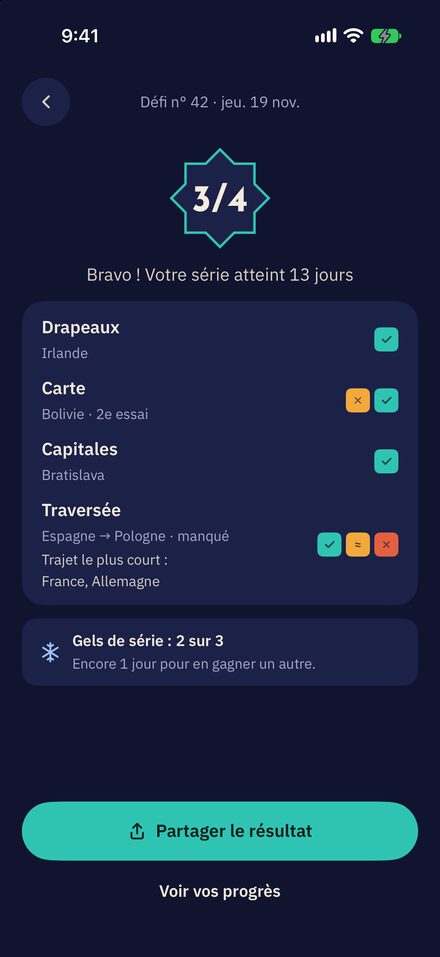 9:41
Défi n° 42 · jeu. 19 nov.
3/4
Bravo ! Votre série atteint 13 jours
Drapeaux
Irlande
Carte
Bolivie · 2e essai
Capitales
Bratislava
Traversée
Espagne → Pologne · manqué
Trajet le plus court :
France, Allemagne
Gels de série : 2 sur 3
Encore 1 jour pour en gagner un autre.
Partager le résultat
Voir vos progrès